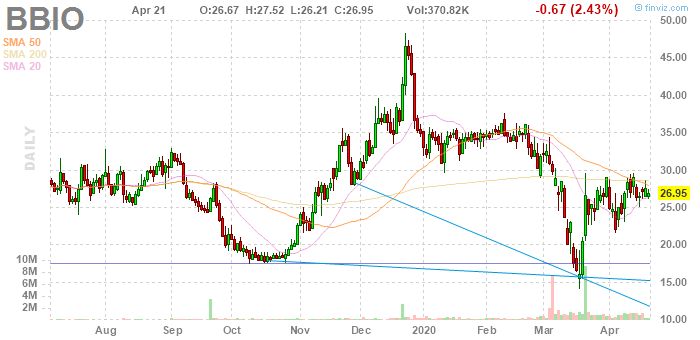 BBIO
Apr 21 O:26.67 H:27.52 L:26.21 C:26.95 Vol:370.82K -0.67 (2.43%)
© finviz.com
SMA 50
SMA 200
SMA 20
DAILY
50.00
45.00
40.00
35.00
30.00
26.95
25.00
20.00
15.00
10.00
10M
8M
6M
4M
2M
Aug Sep Oct Nov Dec 2020 Feb Mar Apr